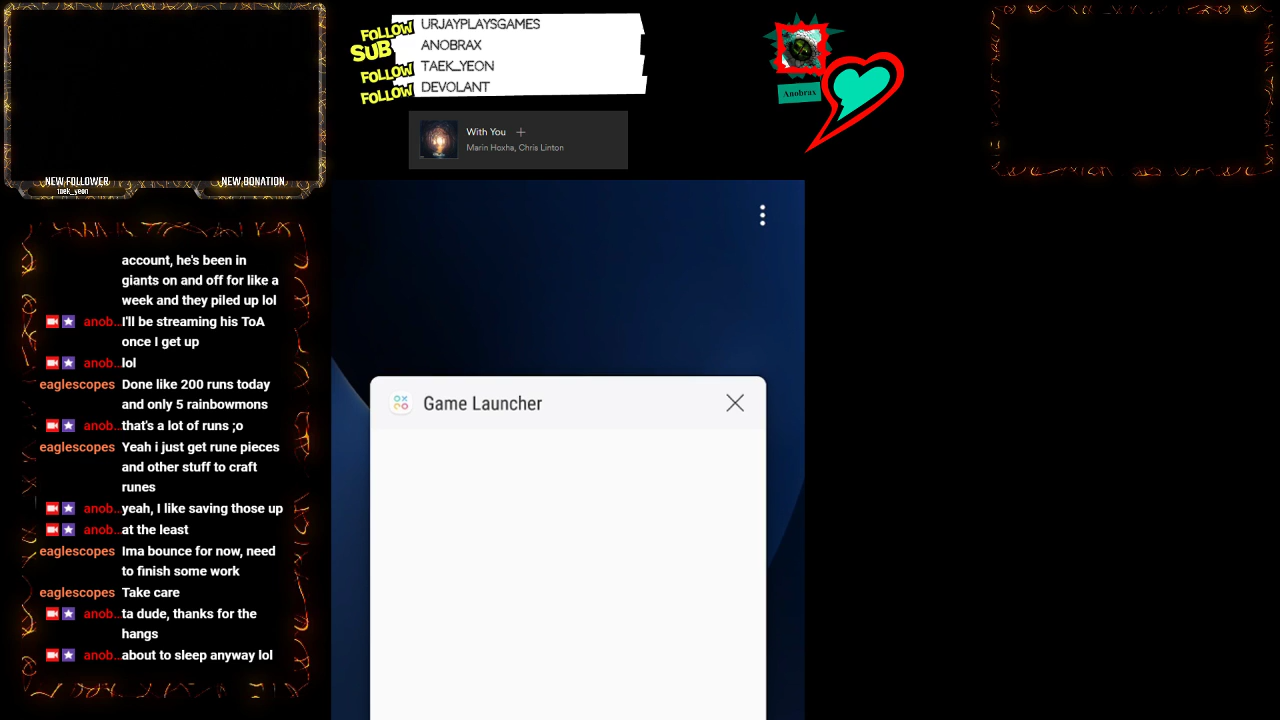 FOLLOW URJAYPLAYSGAMES
SUB ANOBRAX
FOLLOW TAEK_YEON
FOLLOW DEVOLANT
Anobrax
With You
Marin Hoxha, Chris Linton
NEW FOLLOWER
taek_yeon
NEW DONATION
account, he's been in
giants on and off for like a
week and they piled up lol
anob... I'll be streaming his ToA
once I get up
anob... lol
eaglescopes Done like 200 runs today
and only 5 rainbowmons
anob... that's a lot of runs ;o
eaglescopes Yeah i just get rune pieces
and other stuff to craft
runes
anob... yeah, I like saving those up
anob... at the least
eaglescopes Ima bounce for now, need
to finish some work
eaglescopes Take care
anob... ta dude, thanks for the
hangs
anob... about to sleep anyway lol
Game Launcher